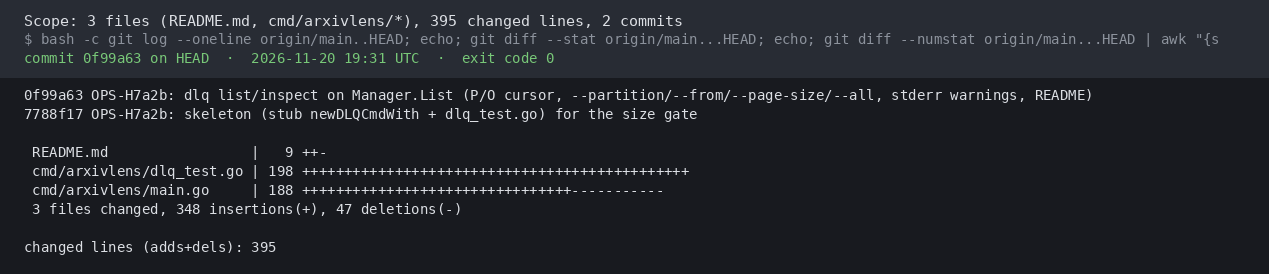 Scope: 3 files (README.md, cmd/arxivlens/*), 395 changed lines, 2 commits
$ bash -c git log --oneline origin/main..HEAD; echo; git diff --stat origin/main...HEAD; echo; git diff --numstat origin/main...HEAD | awk "{s
commit 0f99a63 on HEAD  ·  2026-11-20 19:31 UTC  ·  exit code 0
0f99a63 OPS-H7a2b: dlq list/inspect on Manager.List (P/O cursor, --partition/--from/--page-size/--all, stderr warnings, README)
7788f17 OPS-H7a2b: skeleton (stub newDLQCmdWith + dlq_test.go) for the size gate
README.md                |   9 ++-
cmd/arxivlens/dlq_test.go | 198 ++++++++++++++++++++++++++++++++++++++++++++++
cmd/arxivlens/main.go     | 188 ++++++++++++++++++++++++++++++++-----------
3 files changed, 348 insertions(+), 47 deletions(-)
changed lines (adds+dels): 395